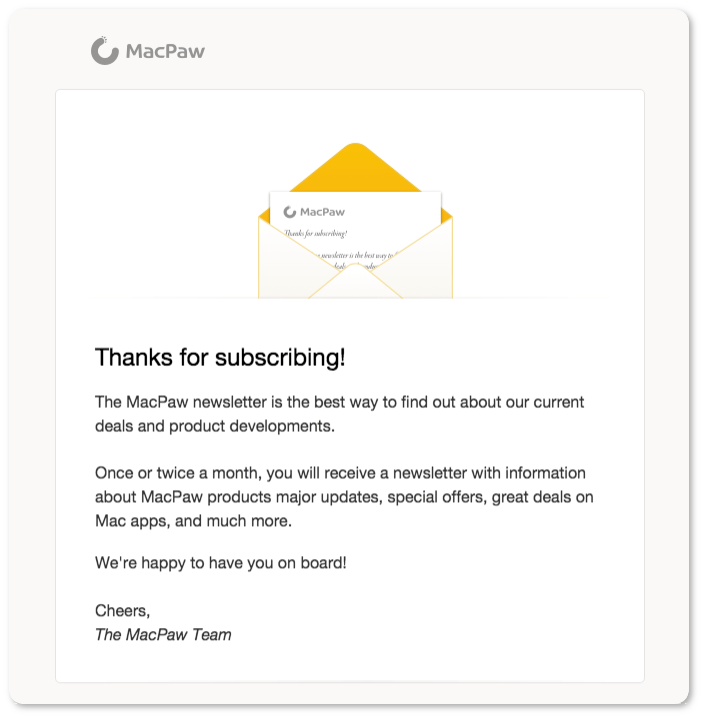 MacPaw
MacPaw
Thanks for subscribing!
newsletter is the best way to
Thanks for subscribing!
The MacPaw newsletter is the best way to find out about our current
deals and product developments.
Once or twice a month, you will receive a newsletter with information
about MacPaw products major updates, special offers, great deals on
Mac apps, and much more.
We're happy to have you on board!
Cheers,
The MacPaw Team